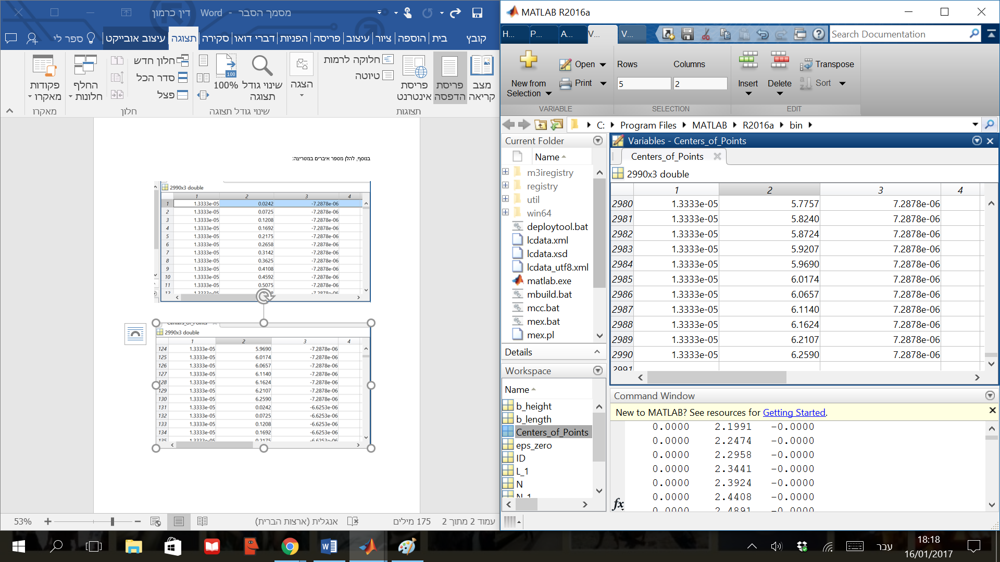 מסמך הסבר - Word
דין כרמון
קובץ
בית
הוספה
ציור
עיצוב
פריסה
הפניות
דברי דואר
סקירה
תצוגה
עיצוב אובייקט
ספר לי
מצב קריאה
פריסת הדפסה
פריסת אינטרנט
חלוקה לרמות
טיוטה
תצוגות
הצגה
שינוי גודל תצוגה
100
100%
שינוי גודל תצוגה
חלון חדש
סדר הכל
פצל
החלף חלונות
חלון
פקודות מאקרו
מאקרו
בנוסף, להלן מספר איברים במטריצה:
2990x3 double
1 2 3 4
1 1.3333e-05 0.0242 -7.2878e-06
2 1.3333e-05 0.0725 -7.2878e-06
3 1.3333e-05 0.1208 -7.2878e-06
4 1.3333e-05 0.1692 -7.2878e-06
5 1.3333e-05 0.2175 -7.2878e-06
6 1.3333e-05 0.2658 -7.2878e-06
7 1.3333e-05 0.3142 -7.2878e-06
8 1.3333e-05 0.3625 -7.2878e-06
9 1.3333e-05 0.4108 -7.2878e-06
10 1.3333e-05 0.4592 -7.2878e-06
11 1.3333e-05 0.5075 -7.2878e-06
12 1.3333e-05 -7.2878e-06
Centers_of_Points
2990x3 double
1 2 3 4
124 1.3333e-05 5.9690 -7.2878e-06
125 1.3333e-05 6.0174 -7.2878e-06
126 1.3333e-05 6.0657 -7.2878e-06
127 1.3333e-05 6.1140 -7.2878e-06
128 1.3333e-05 6.1624 -7.2878e-06
129 1.3333e-05 6.2107 -7.2878e-06
130 1.3333e-05 6.2590 -7.2878e-06
131 1.3333e-05 0.0242 -6.6253e-06
132 1.3333e-05 0.0725 -6.6253e-06
133 1.3333e-05 0.1208 -6.6253e-06
134 1.3333e-05 0.1692 -6.6253e-06
135 1.3333e-05 0.2175 -6.6253e-06
עמוד 2 מתוך 2
175 מילים
אנגלית (ארצות הברית)
53%
MATLAB R2016a
H...
P...
A...
V...
V...
Search Documentation
New from Selection
Open
Print
VARIABLE
Rows
Columns
5
2
SELECTION
Insert
Delete
Transpose
Sort
EDIT
C:
Program Files
MATLAB
R2016a
bin
Current Folder
Name
m3iregistry
registry
util
win64
deploytool.bat
lcdata.xml
lcdata.xsd
lcdata_utf8.xml
matlab.exe
mbuild.bat
mcc.bat
mex.bat
mex.pl
Details
Workspace
Name
b_height
b_length
Centers_of_Points
eps_zero
ID
L_1
N
N_1
Variables - Centers_of_Points
Centers_of_Points
2990x3 double
1 2 3 4
2980 1.3333e-05 5.7757 7.2878e-06
2981 1.3333e-05 5.8240 7.2878e-06
2982 1.3333e-05 5.8724 7.2878e-06
2983 1.3333e-05 5.9207 7.2878e-06
2984 1.3333e-05 5.9690 7.2878e-06
2985 1.3333e-05 6.0174 7.2878e-06
2986 1.3333e-05 6.0657 7.2878e-06
2987 1.3333e-05 6.1140 7.2878e-06
2988 1.3333e-05 6.1624 7.2878e-06
2989 1.3333e-05 6.2107 7.2878e-06
2990 1.3333e-05 6.2590 7.2878e-06
2991
Command Window
New to MATLAB? See resources for Getting Started.
0.0000 2.1991 -0.0000
0.0000 2.2474 -0.0000
0.0000 2.2958 -0.0000
0.0000 2.3441 -0.0000
0.0000 2.3924 -0.0000
0.0000 2.4408 -0.0000
0.0000 2.4891 -0.0000
fx
עבר
18:18
16/01/2017